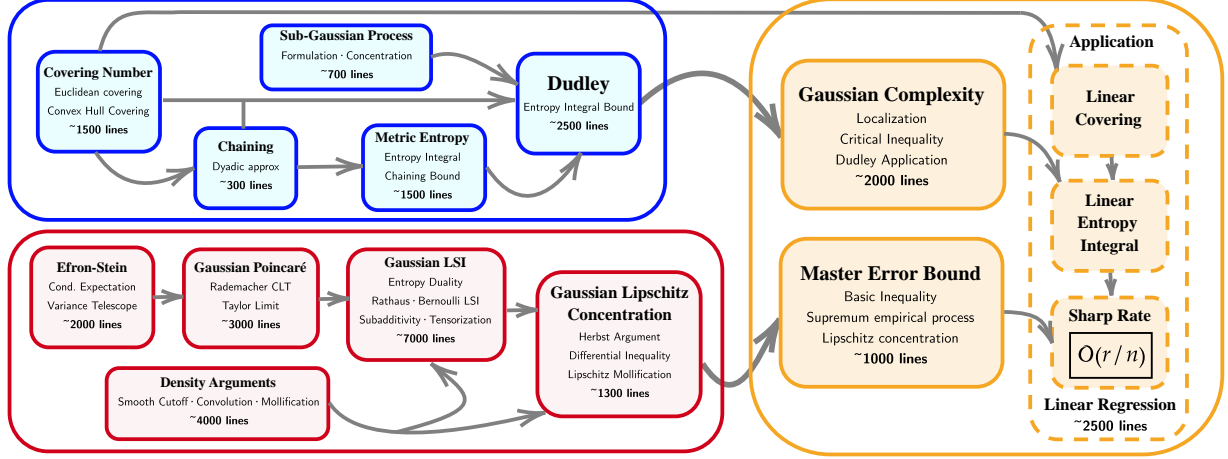 Covering Number
Euclidean covering
Convex Hull Covering
~1500 lines
Sub-Gaussian Process
Formulation · Concentration
~700 lines
Chaining
Dyadic approx
~300 lines
Metric Entropy
Entropy Integral
Chaining Bound
~1500 lines
Dudley
Entropy Integral Bound
~2500 lines
Efron-Stein
Cond. Expectation
Variance Telescope
~2000 lines
Gaussian Poincaré
Rademacher CLT
Taylor Limit
~3000 lines
Gaussian LSI
Entropy Duality
Rathaus · Bernoulli LSI
Subadditivity · Tensorization
~7000 lines
Density Arguments
Smooth Cutoff · Convolution · Mollification
~4000 lines
Gaussian Lipschitz
Concentration
Herbst Argument
Differential Inequality
Lipschitz Mollification
~1300 lines
Gaussian Complexity
Localization
Critical Inequality
Dudley Application
~2000 lines
Master Error Bound
Basic Inequality
Supremum empirical process
Lipschitz concentration
~1000 lines
Application
Linear
Covering
Linear
Entropy
Integral
Sharp Rate
O(r/n)
Linear Regression
~2500 lines